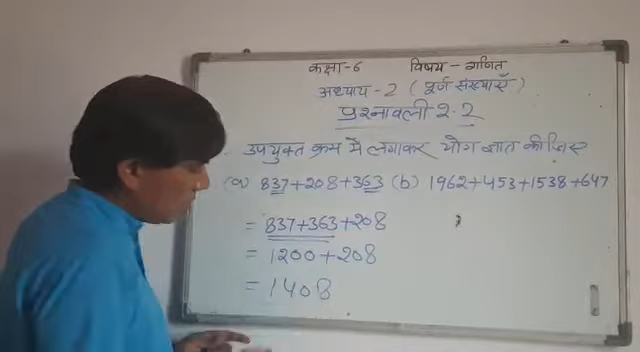 कक्षा-6 विषय - गणित
अध्याय-2 (पूर्ण संख्याएँ)
प्रश्नावली 2.2
उपयुक्त क्रम में लगाकर योग ज्ञात कीजिए
(a) 837+208+363 (b) 1962+453+1538+647
= 837+363+208
= 1200+208
= 1408